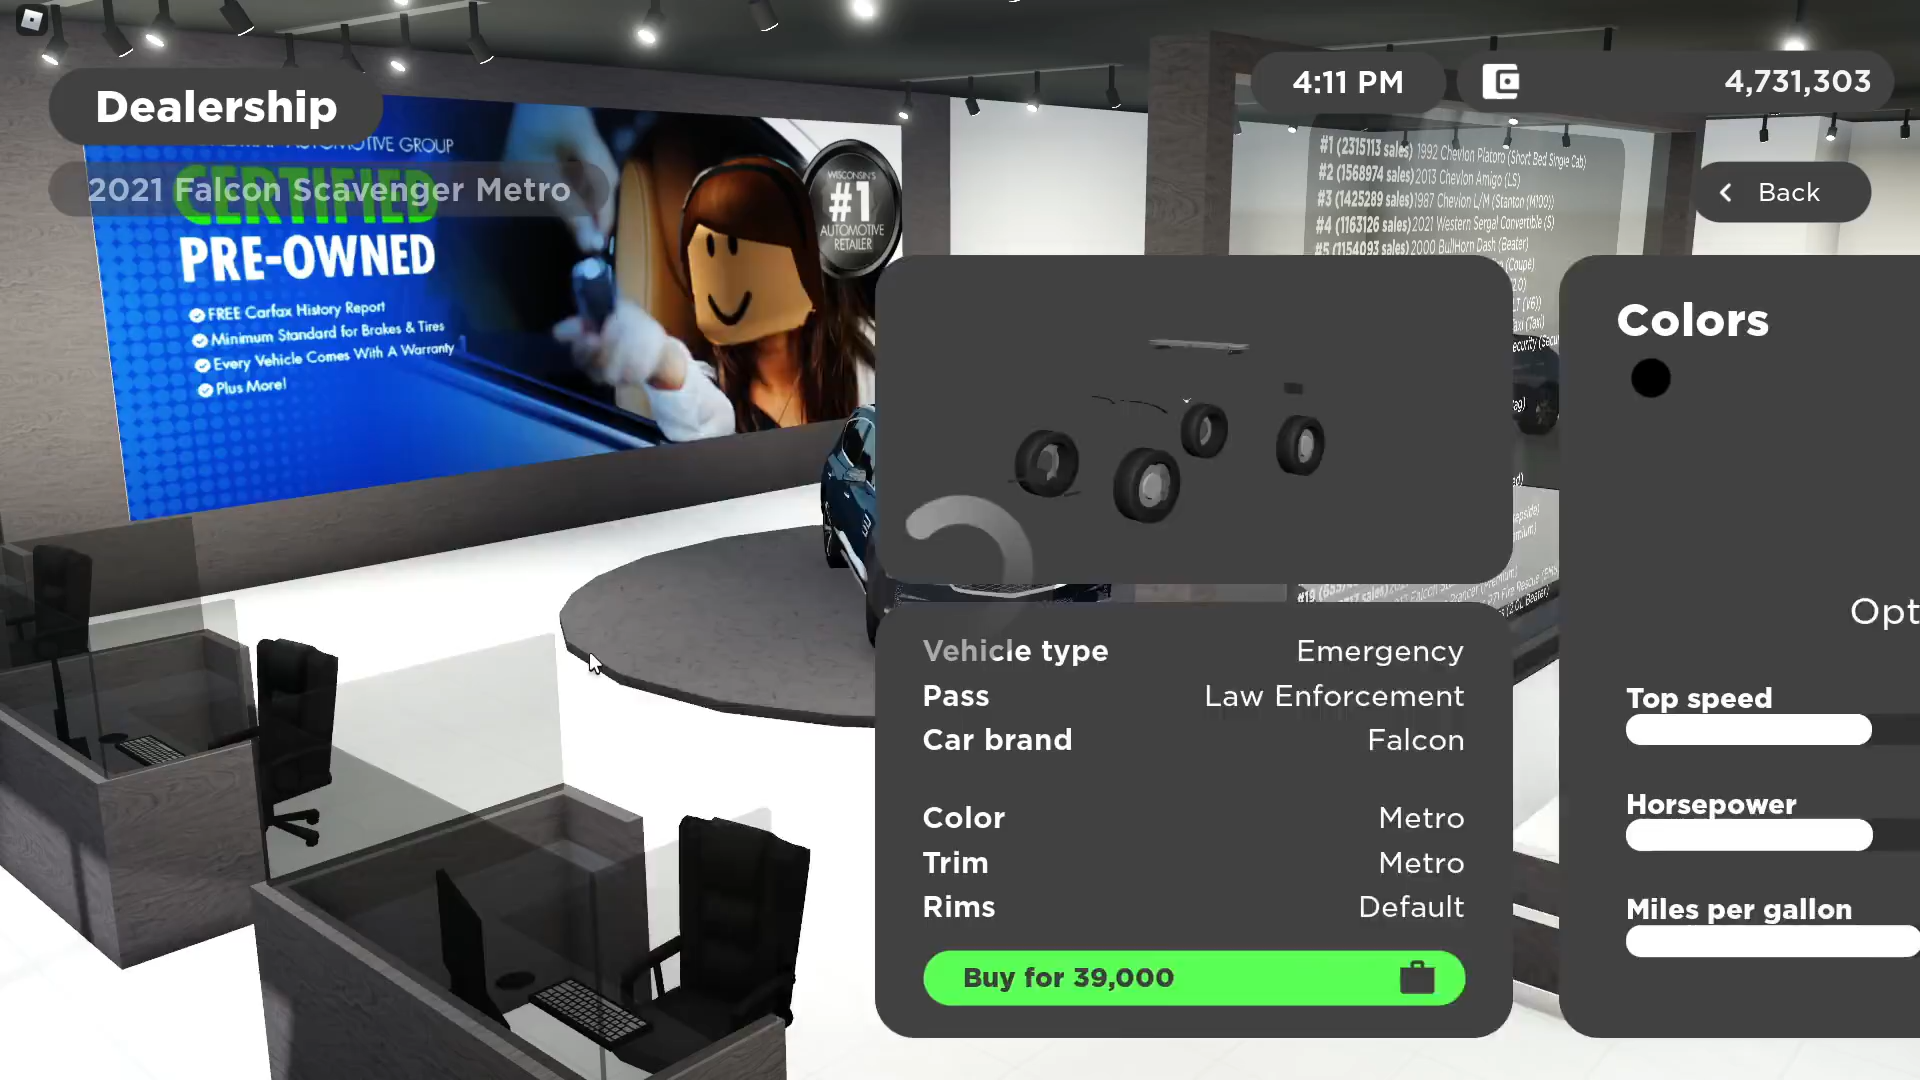 Dealership
4:11 PM
4,731,303
AUTOMOTIVE GROUP
2021 Falcon Scavenger Metro
CERTIFIED
PRE-OWNED
FREE Carfax History Report
Minimum Standard for Brakes & Tires
Every Vehicle Comes With A Warranty
Plus More!
WISCONSIN'S
#1
AUTOMOTIVE
RETAILER
#1 (2315113 sales) 1992 Chevlon Platoro (Short Bed Single Cab)
#2 (1568974 sales) 2013 Chevlon Amigo (LS)
#3 (1425289 sales) 1987 Chevlon L/M (Stanton (M100))
#4 (1163126 sales) 2021 Western Sergal Convertible (S)
#5 (1154093 sales) 2000 BullHorn Dash (Beater)
(Coupe)
(V6))
(Taxi)
Back
Colors
Opt
Vehicle type Emergency
Pass Law Enforcement
Car brand Falcon
Color Metro
Trim Metro
Rims Default
Buy for 39,000
Top speed
Horsepower
Miles per gallon